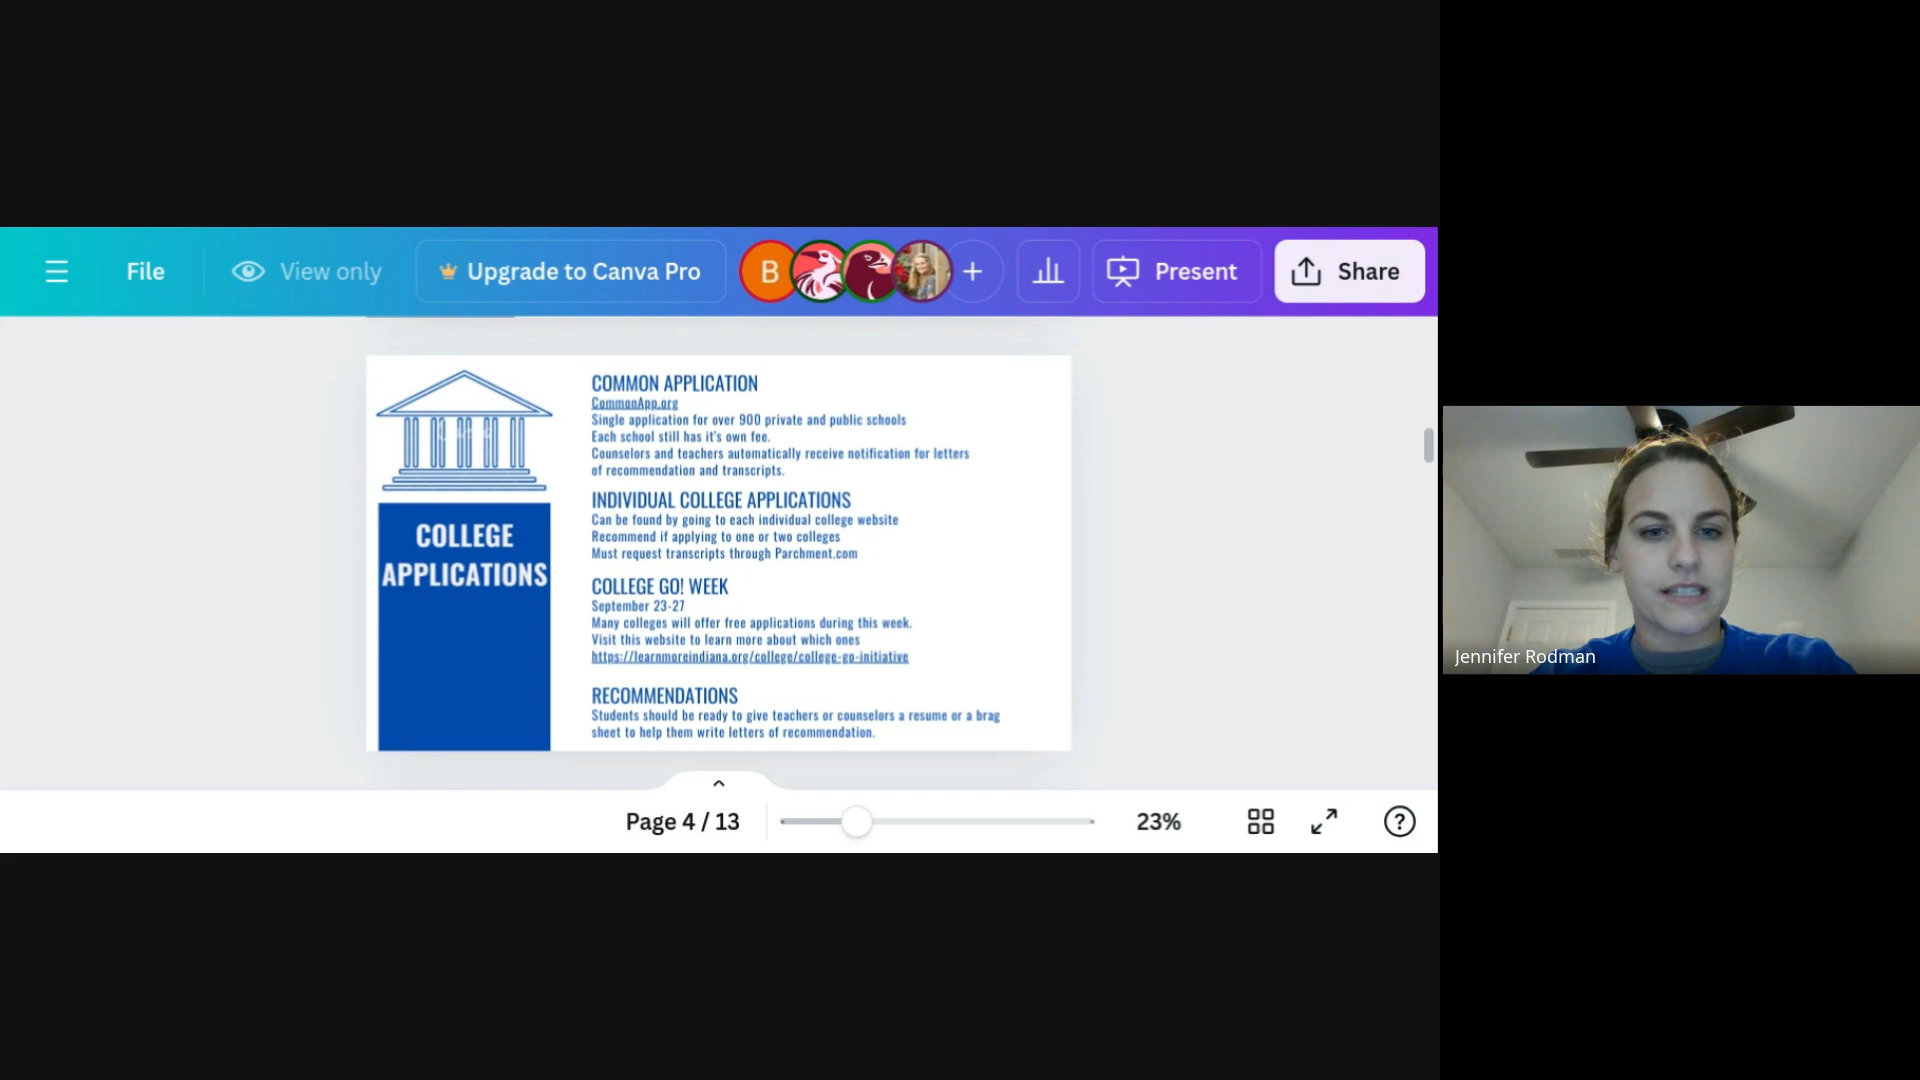 File
View only
Upgrade to Canva Pro
B
+
Present
Share
COLLEGE
APPLICATIONS
COMMON APPLICATION
CommonApp.org
Single application for over 900 private and public schools
Each school still has it's own fee.
Counselors and teachers automatically receive notification for letters
of recommendation and transcripts.
INDIVIDUAL COLLEGE APPLICATIONS
Can be found by going to each individual college website
Recommend if applying to one or two colleges
Must request transcripts through Parchment.com
COLLEGE GO! WEEK
September 23-27
Many colleges will offer free applications during this week.
Visit this website to learn more about which ones
https://learnmoreindiana.org/college/college-go-initiative
RECOMMENDATIONS
Students should be ready to give teachers or counselors a resume or a brag
sheet to help them write letters of recommendation.
Jennifer Rodman
Page 4 / 13
23%
?